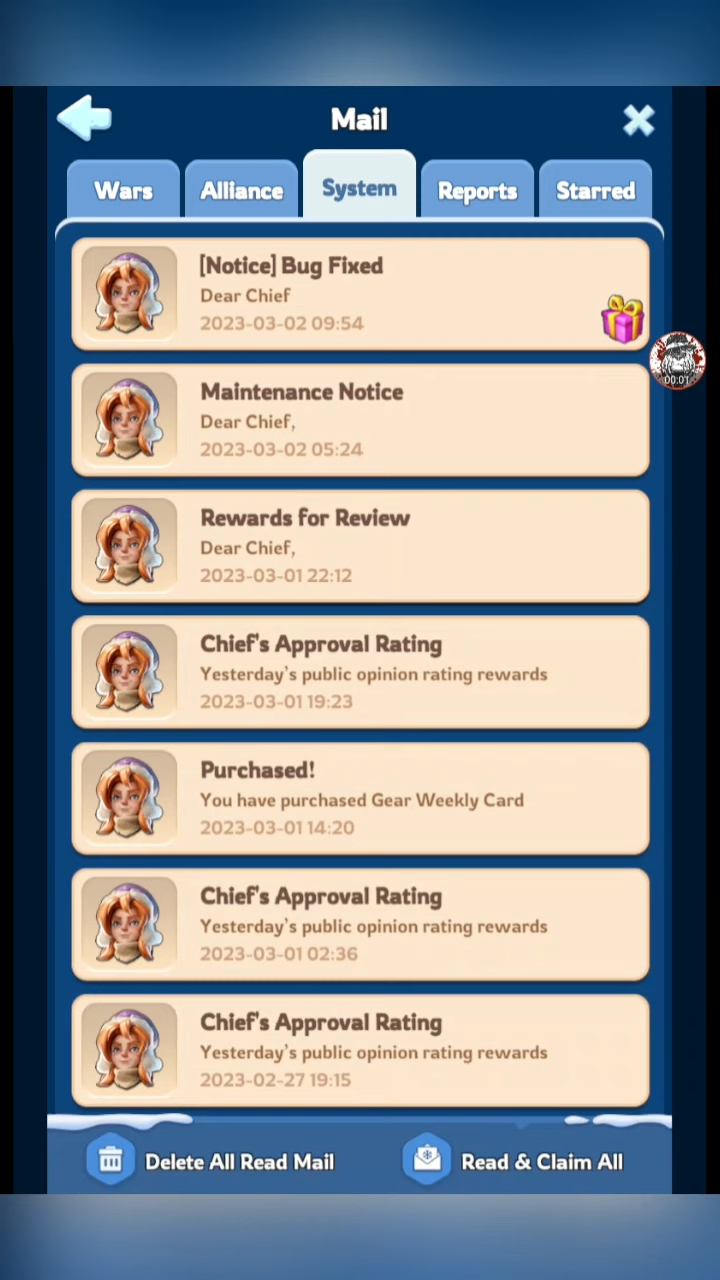 Mail
Wars
Alliance
System
Reports
Starred
[Notice] Bug Fixed
Dear Chief
2023-03-02 09:54
00:01
Maintenance Notice
Dear Chief,
2023-03-02 05:24
Rewards for Review
Dear Chief,
2023-03-01 22:12
Chief's Approval Rating
Yesterday's public opinion rating rewards
2023-03-01 19:23
Purchased!
You have purchased Gear Weekly Card
2023-03-01 14:20
Chief's Approval Rating
Yesterday's public opinion rating rewards
2023-03-01 02:36
Chief's Approval Rating
Yesterday's public opinion rating rewards
2023-02-27 19:15
Delete All Read Mail
Read & Claim All